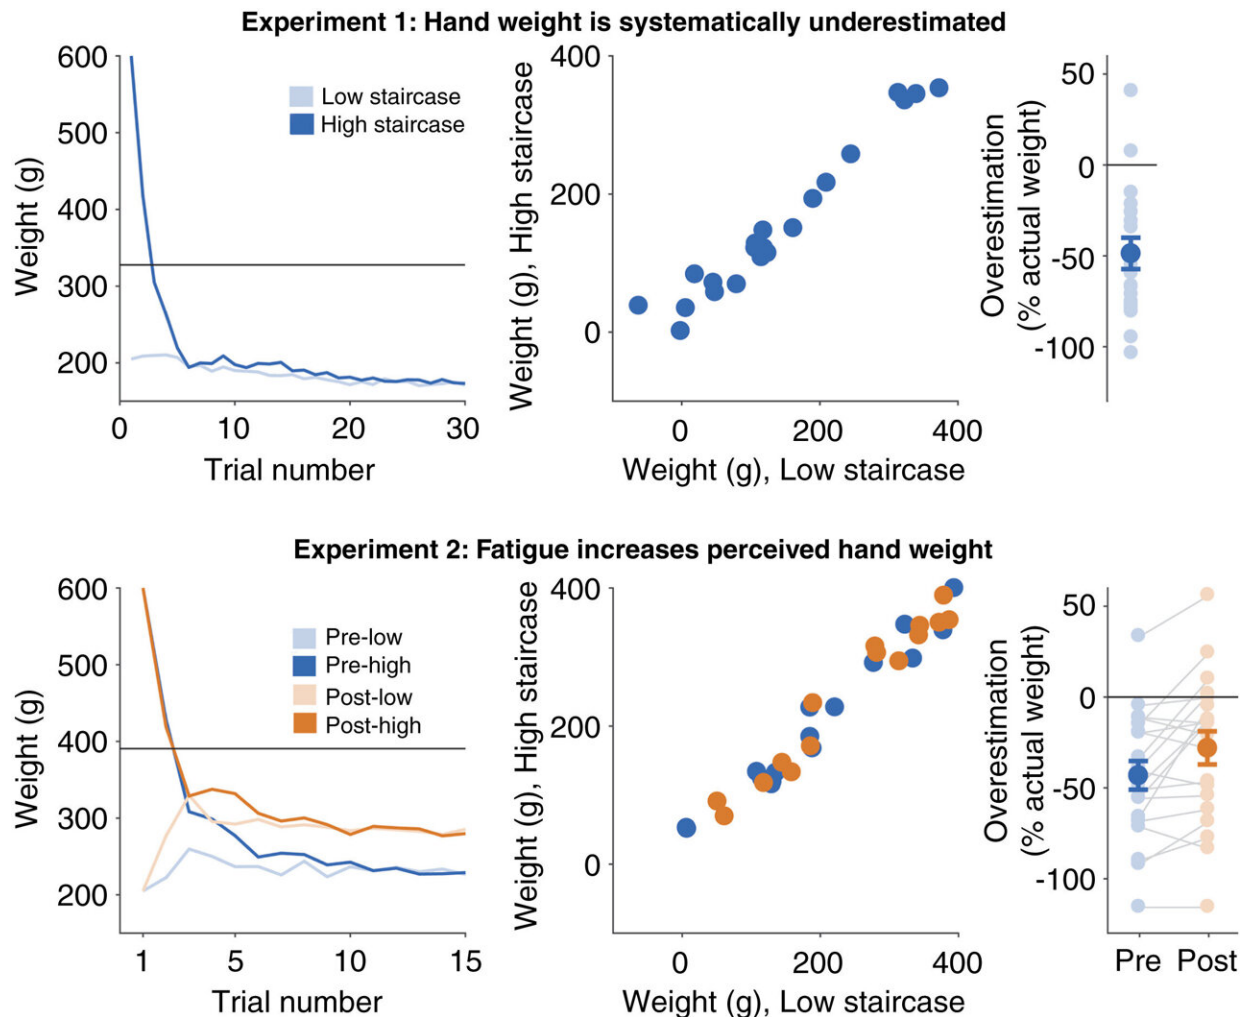 Experiment 1: Hand weight is systematically underestimated
Weight (g)
600
500
400
300
200
0
10
20
30
Trial number
Low staircase
High staircase
Weight (g), High staircase
400
200
0
0
200
400
Weight (g), Low staircase
Overestimation
(% actual weight)
50
0
-50
-100
Experiment 2: Fatigue increases perceived hand weight
Weight (g)
600
500
400
300
200
1
5
10
15
Trial number
Pre-low
Pre-high
Post-low
Post-high
Weight (g), High staircase
400
200
0
0
200
400
Weight (g), Low staircase
Overestimation
(% actual weight)
50
0
-50
-100
Pre Post